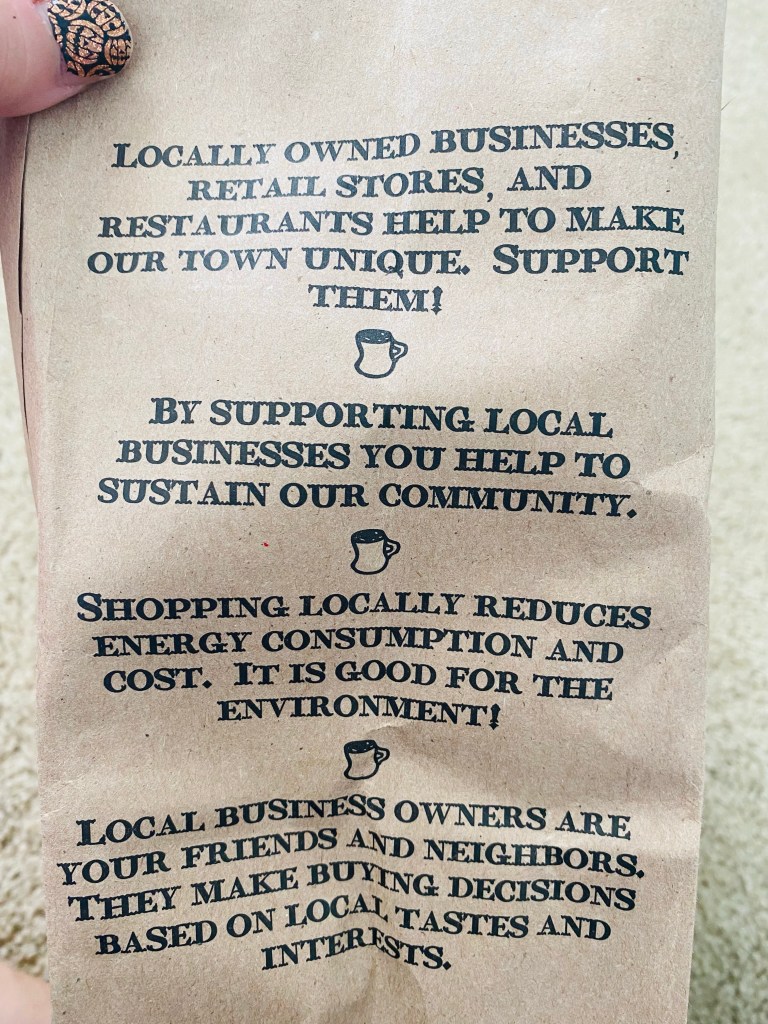 Locally owned businesses,
retail stores, and
restaurants help to make
our town unique. Support
them!
By supporting local
businesses you help to
sustain our community.
Shopping locally reduces
energy consumption and
cost. It is good for the
environment!
Local business owners are
your friends and neighbors.
They make buying decisions
based on local tastes and
interests.